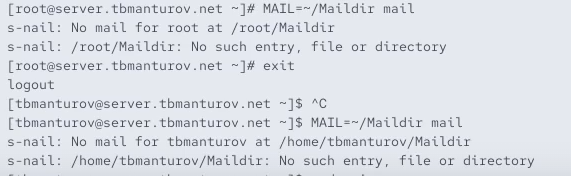 [root@server.tbmanturov.net ~]# MAIL=~/Maildir mail
s-nail: No mail for root at /root/Maildir
s-nail: /root/Maildir: No such entry, file or directory
[root@server.tbmanturov.net ~]# exit
logout
[tbmanturov@server.tbmanturov.net ~]$ ^C
[tbmanturov@server.tbmanturov.net ~]$ MAIL=~/Maildir mail
s-nail: No mail for tbmanturov at /home/tbmanturov/Maildir
s-nail: /home/tbmanturov/Maildir: No such entry, file or directory